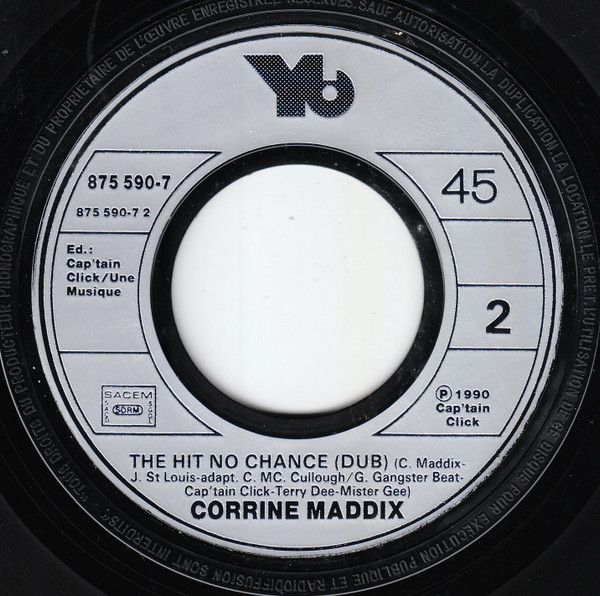 Yb
875 590-7
875 590-7 2
45
Ed.:
Cap'tain
Click/Une
Musique
2
SACEM
SACD
SDRM
SGDL
℗ 1990
Cap'tain
Click
THE HIT NO CHANCE (DUB) (C. Maddix-
J. St Louis-adapt. C. MC. Cullough/G. Gangster Beat-
Cap'tain Click-Terry Dee-Mister Gee)
CORRINE MADDIX
"TOUS DROITS DU PRODUCTEUR PHONOGRAPHIQUE ET DU PROPRIETAIRE DE L'ŒUVRE ENREGISTREE RESERVES. SAUF AUTORISATION. LA DUPLICATION. LA LOCATION. LE PRET. L'UTILISATION DE CE DISQUE POUR EXECUTION PUBLIQUE ET RADIODIFFUSION SONT INTERDITS".